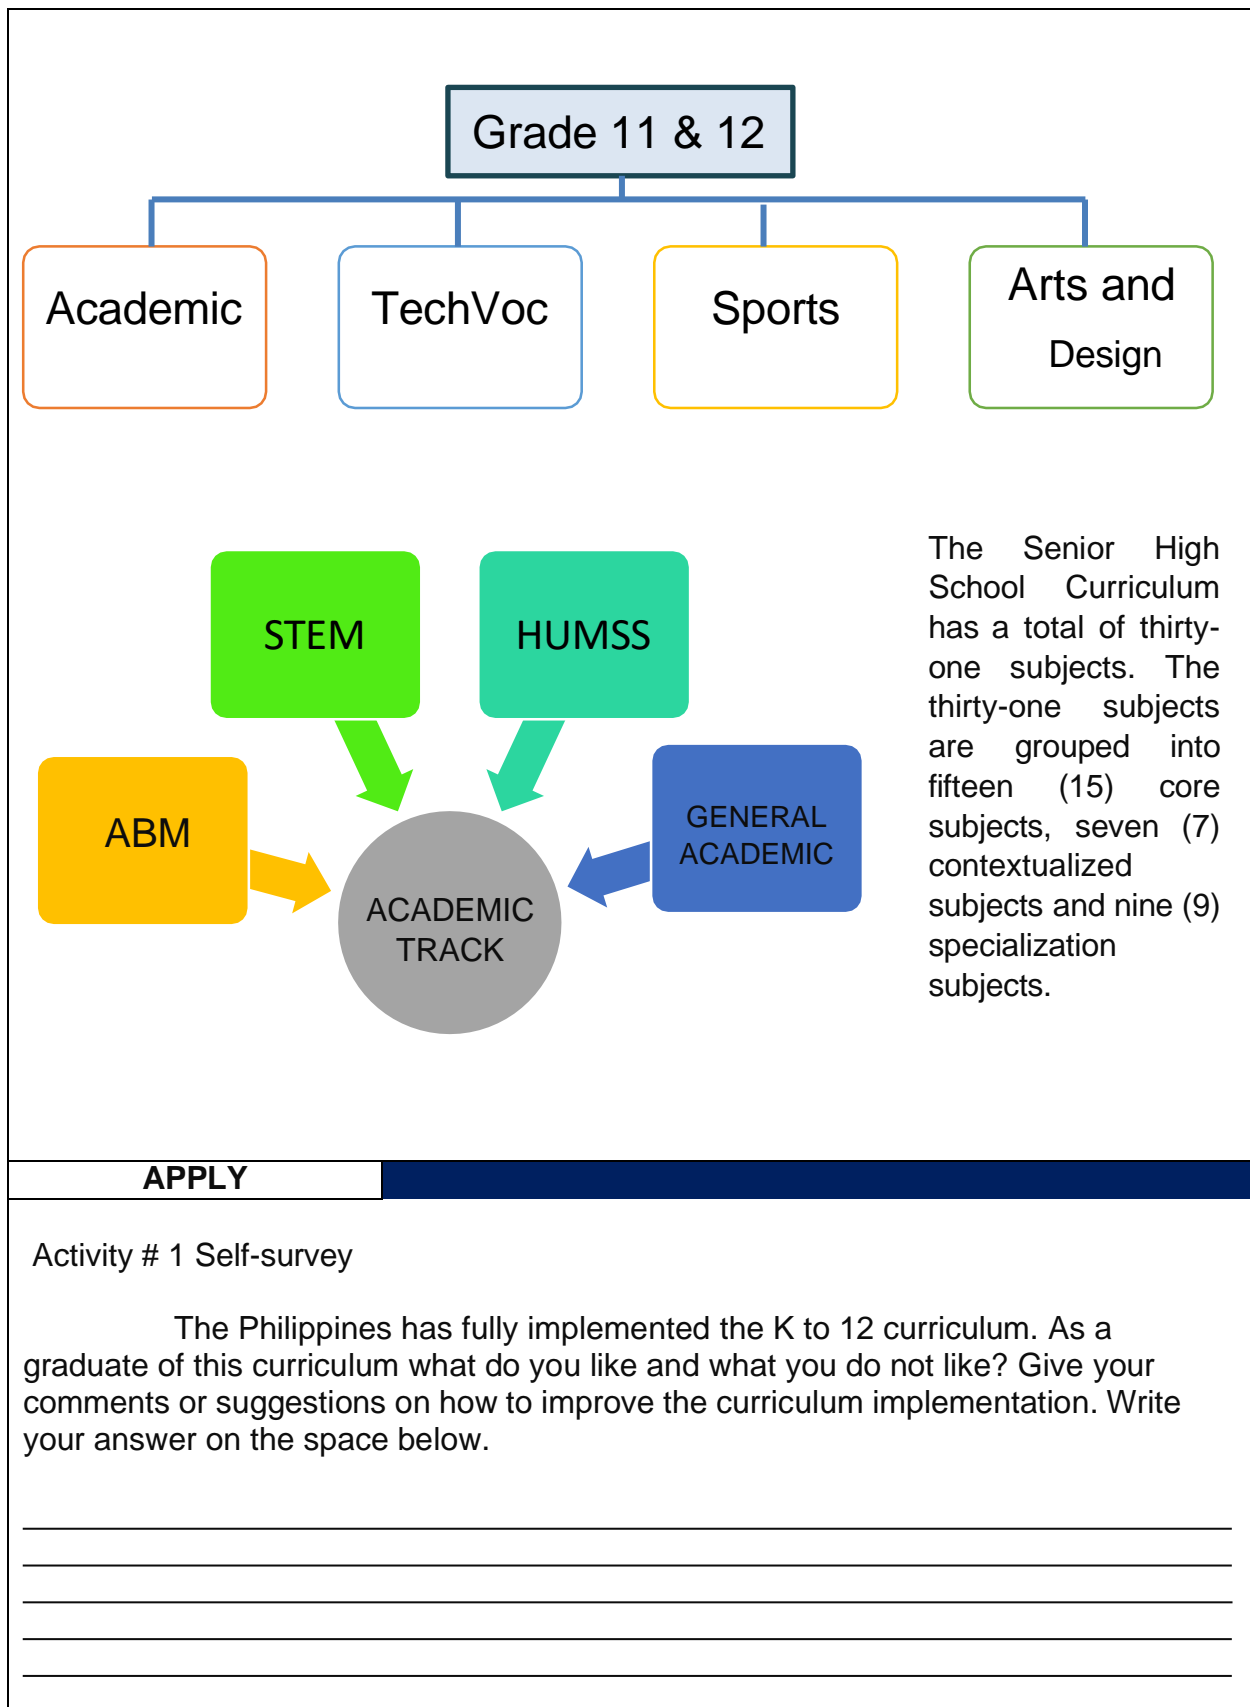 Grade 11 & 12
Academic
TechVoc
Sports
Arts and
Design
STEM
HUMSS
ABM
GENERAL
ACADEMIC
ACADEMIC
TRACK
The Senior High
School Curriculum
has a total of thirty-
one subjects. The
thirty-one subjects
are grouped into
fifteen (15) core
subjects, seven (7)
contextualized
subjects and nine (9)
specialization
subjects.
APPLY
Activity # 1 Self-survey
The Philippines has fully implemented the K to 12 curriculum. As a
graduate of this curriculum what do you like and what you do not like? Give your
comments or suggestions on how to improve the curriculum implementation. Write
your answer on the space below.